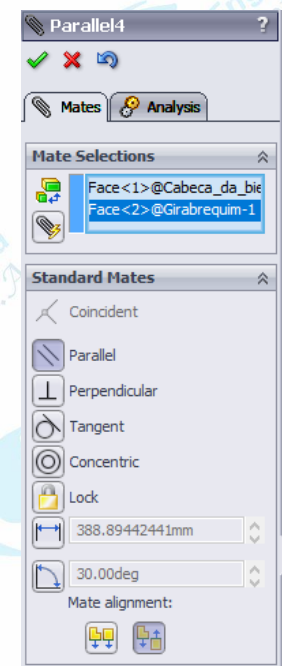 Parallel4 ?
Mates Analysis
Mate Selections
Face<1>@Cabeca_da_bie
Face<2>@Girabrequim-1
Standard Mates
Coincident
Parallel
Perpendicular
Tangent
Concentric
Lock
388.89442441mm
30.00deg
Mate alignment: